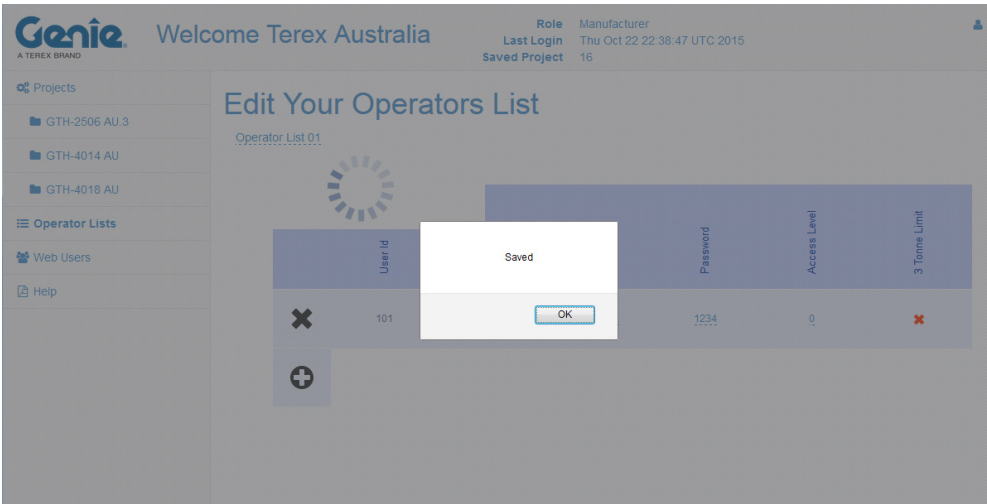 Genie.
A TEREX BRAND
Welcome Terex Australia
Role Manufacturer
Last Login Thu Oct 22 22:38:47 UTC 2015
Saved Project 16
Projects
GTH-2506 AU.3
GTH-4014 AU
GTH-4018 AU
Operator Lists
Web Users
Help
Edit Your Operators List
Operator List 01
User Id
Password
Access Level
3 Tonne Limit
101
1234
0
Saved
OK